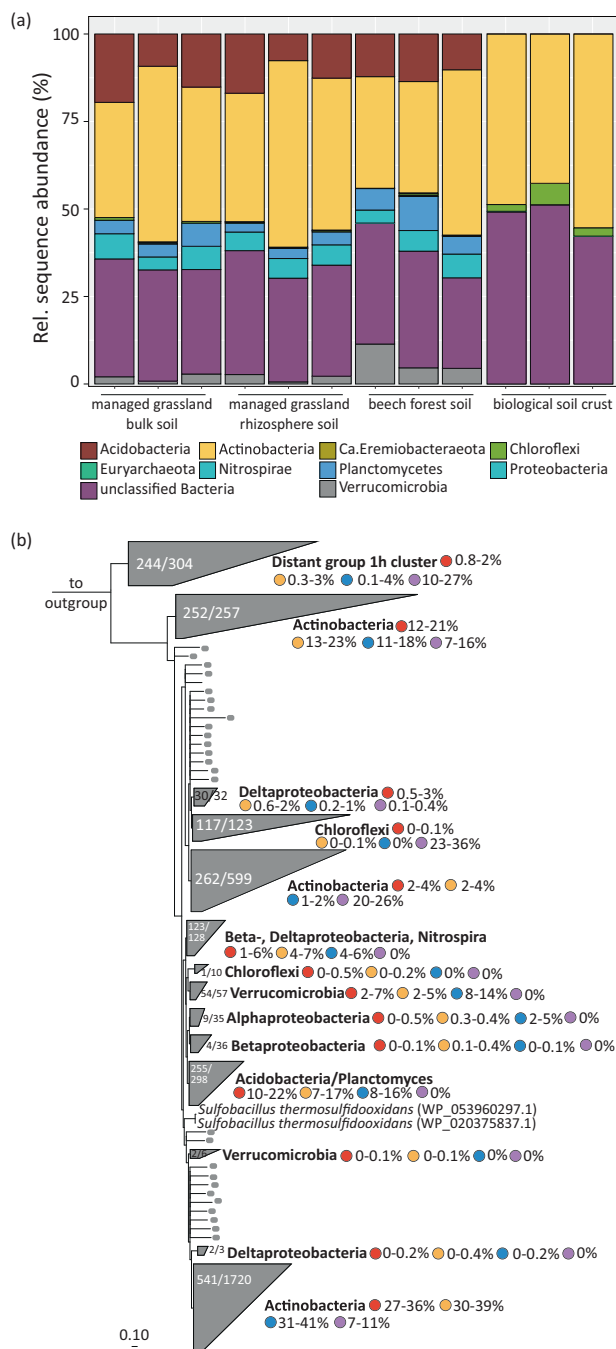 (a)
Rel. sequence abundance (%)
100
75
50
25
0
managed grassland bulk soil
managed grassland rhizosphere soil
beech forest soil
biological soil crust
Acidobacteria
Actinobacteria
Ca.Eremiobacteraeota
Chloroflexi
Euryarchaeota
Nitrospirae
Planctomycetes
Proteobacteria
unclassified Bacteria
Verrucomicrobia
(b)
to outgroup
244/304
Distant group 1h cluster 0.8-2%
0.3-3% 0.1-4% 10-27%
252/257
Actinobacteria 12-21%
13-23% 11-18% 7-16%
30/32
Deltaproteobacteria 0.5-3%
0.6-2% 0.2-1% 0.1-0.4%
117/123
Chloroflexi 0-0.1%
0-0.1% 0% 23-36%
262/599
Actinobacteria 2-4% 2-4%
1-2% 20-26%
123/128
Beta-, Deltaproteobacteria, Nitrospira
1-6% 4-7% 4-6% 0%
1/10 Chloroflexi 0-0.5% 0-0.2% 0% 0%
54/57 Verrucomicrobia 2-7% 2-5% 8-14% 0%
9/35 Alphaproteobacteria 0-0.5% 0.3-0.4% 2-5% 0%
4/36 Betaproteobacteria 0-0.1% 0.1-0.4% 0-0.1% 0%
255/298
Acidobacteria/Planctomyces
10-22% 7-17% 8-16% 0%
Sulfobacillus thermosulfidooxidans (WP_053960297.1)
Sulfobacillus thermosulfidooxidans (WP_020375837.1)
2/6 Verrucomicrobia 0-0.1% 0-0.1% 0% 0%
2/3 Deltaproteobacteria 0-0.2% 0-0.4% 0-0.2% 0%
541/1720
Actinobacteria 27-36% 30-39%
31-41% 7-11%
0.10